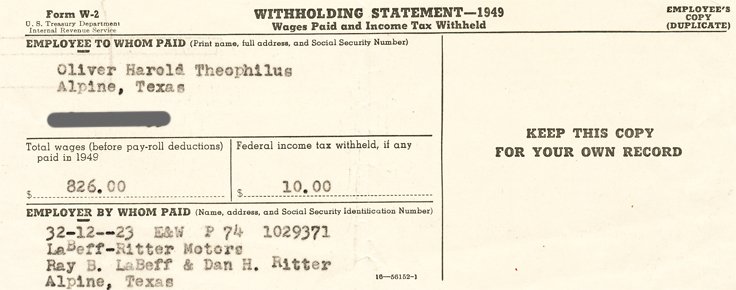 Form W-2
U. S. Treasury Department
Internal Revenue Service
WITHHOLDING STATEMENT—1949
Wages Paid and Income Tax Withheld
EMPLOYEE'S
COPY
(DUPLICATE)
EMPLOYEE TO WHOM PAID (Print name, full address, and Social Security Number)
Oliver Harold Theophilus
Alpine, Texas
Total wages (before pay-roll deductions)
paid in 1949
$ 826.00
Federal income tax withheld, if any
$ 10.00
KEEP THIS COPY
FOR YOUR OWN RECORD
EMPLOYER BY WHOM PAID (Name, address, and Social Security Identification Number)
32-12--23 E&W P 74 1029371
LaBeff-Ritter Motors
Ray B. LaBeff & Dan H. Ritter
Alpine, Texas
16—56152-1